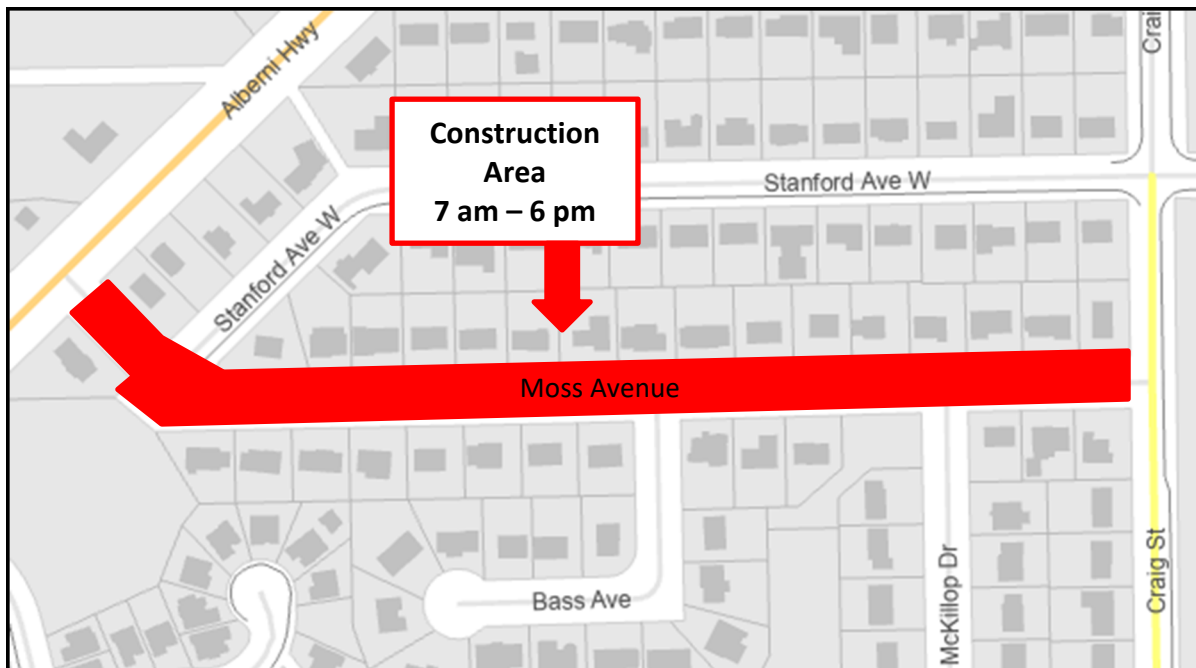 Alberni Hwy
Crai
Construction
Area
7 am – 6 pm
Stanford Ave W
Stanford Ave W
Moss Avenue
Bass Ave
McKillop Dr
Craig St